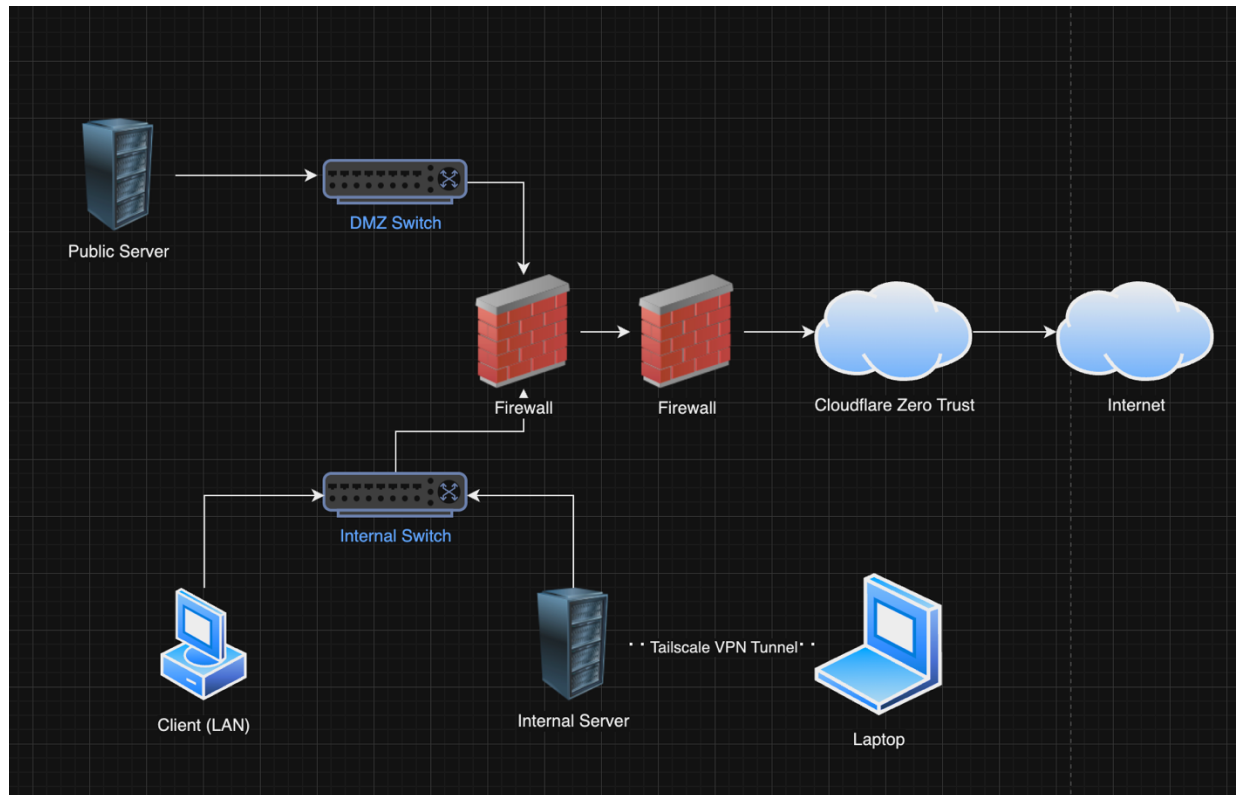 Public Server
DMZ Switch
Firewall
Firewall
Cloudflare Zero Trust
Internet
Internal Switch
Client (LAN)
Internal Server
Tailscale VPN Tunnel
Laptop